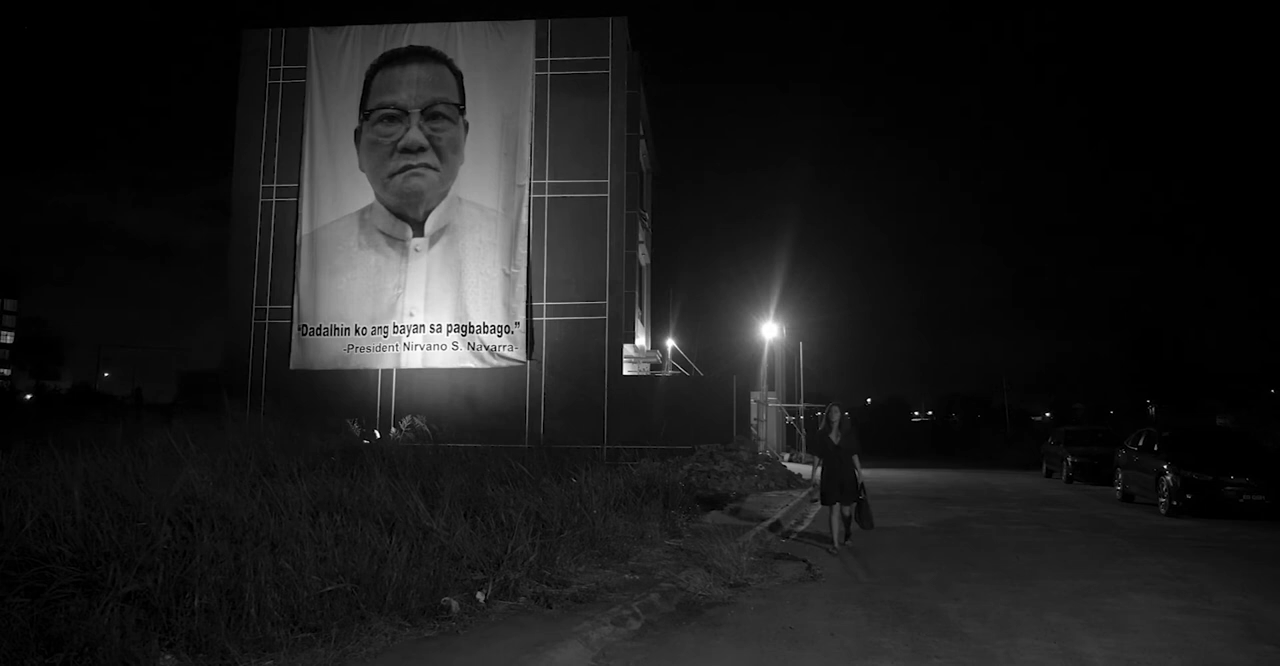 “Dadalhin ko ang bayan sa pagbabago.”
-President Nirvano S. Navarra-